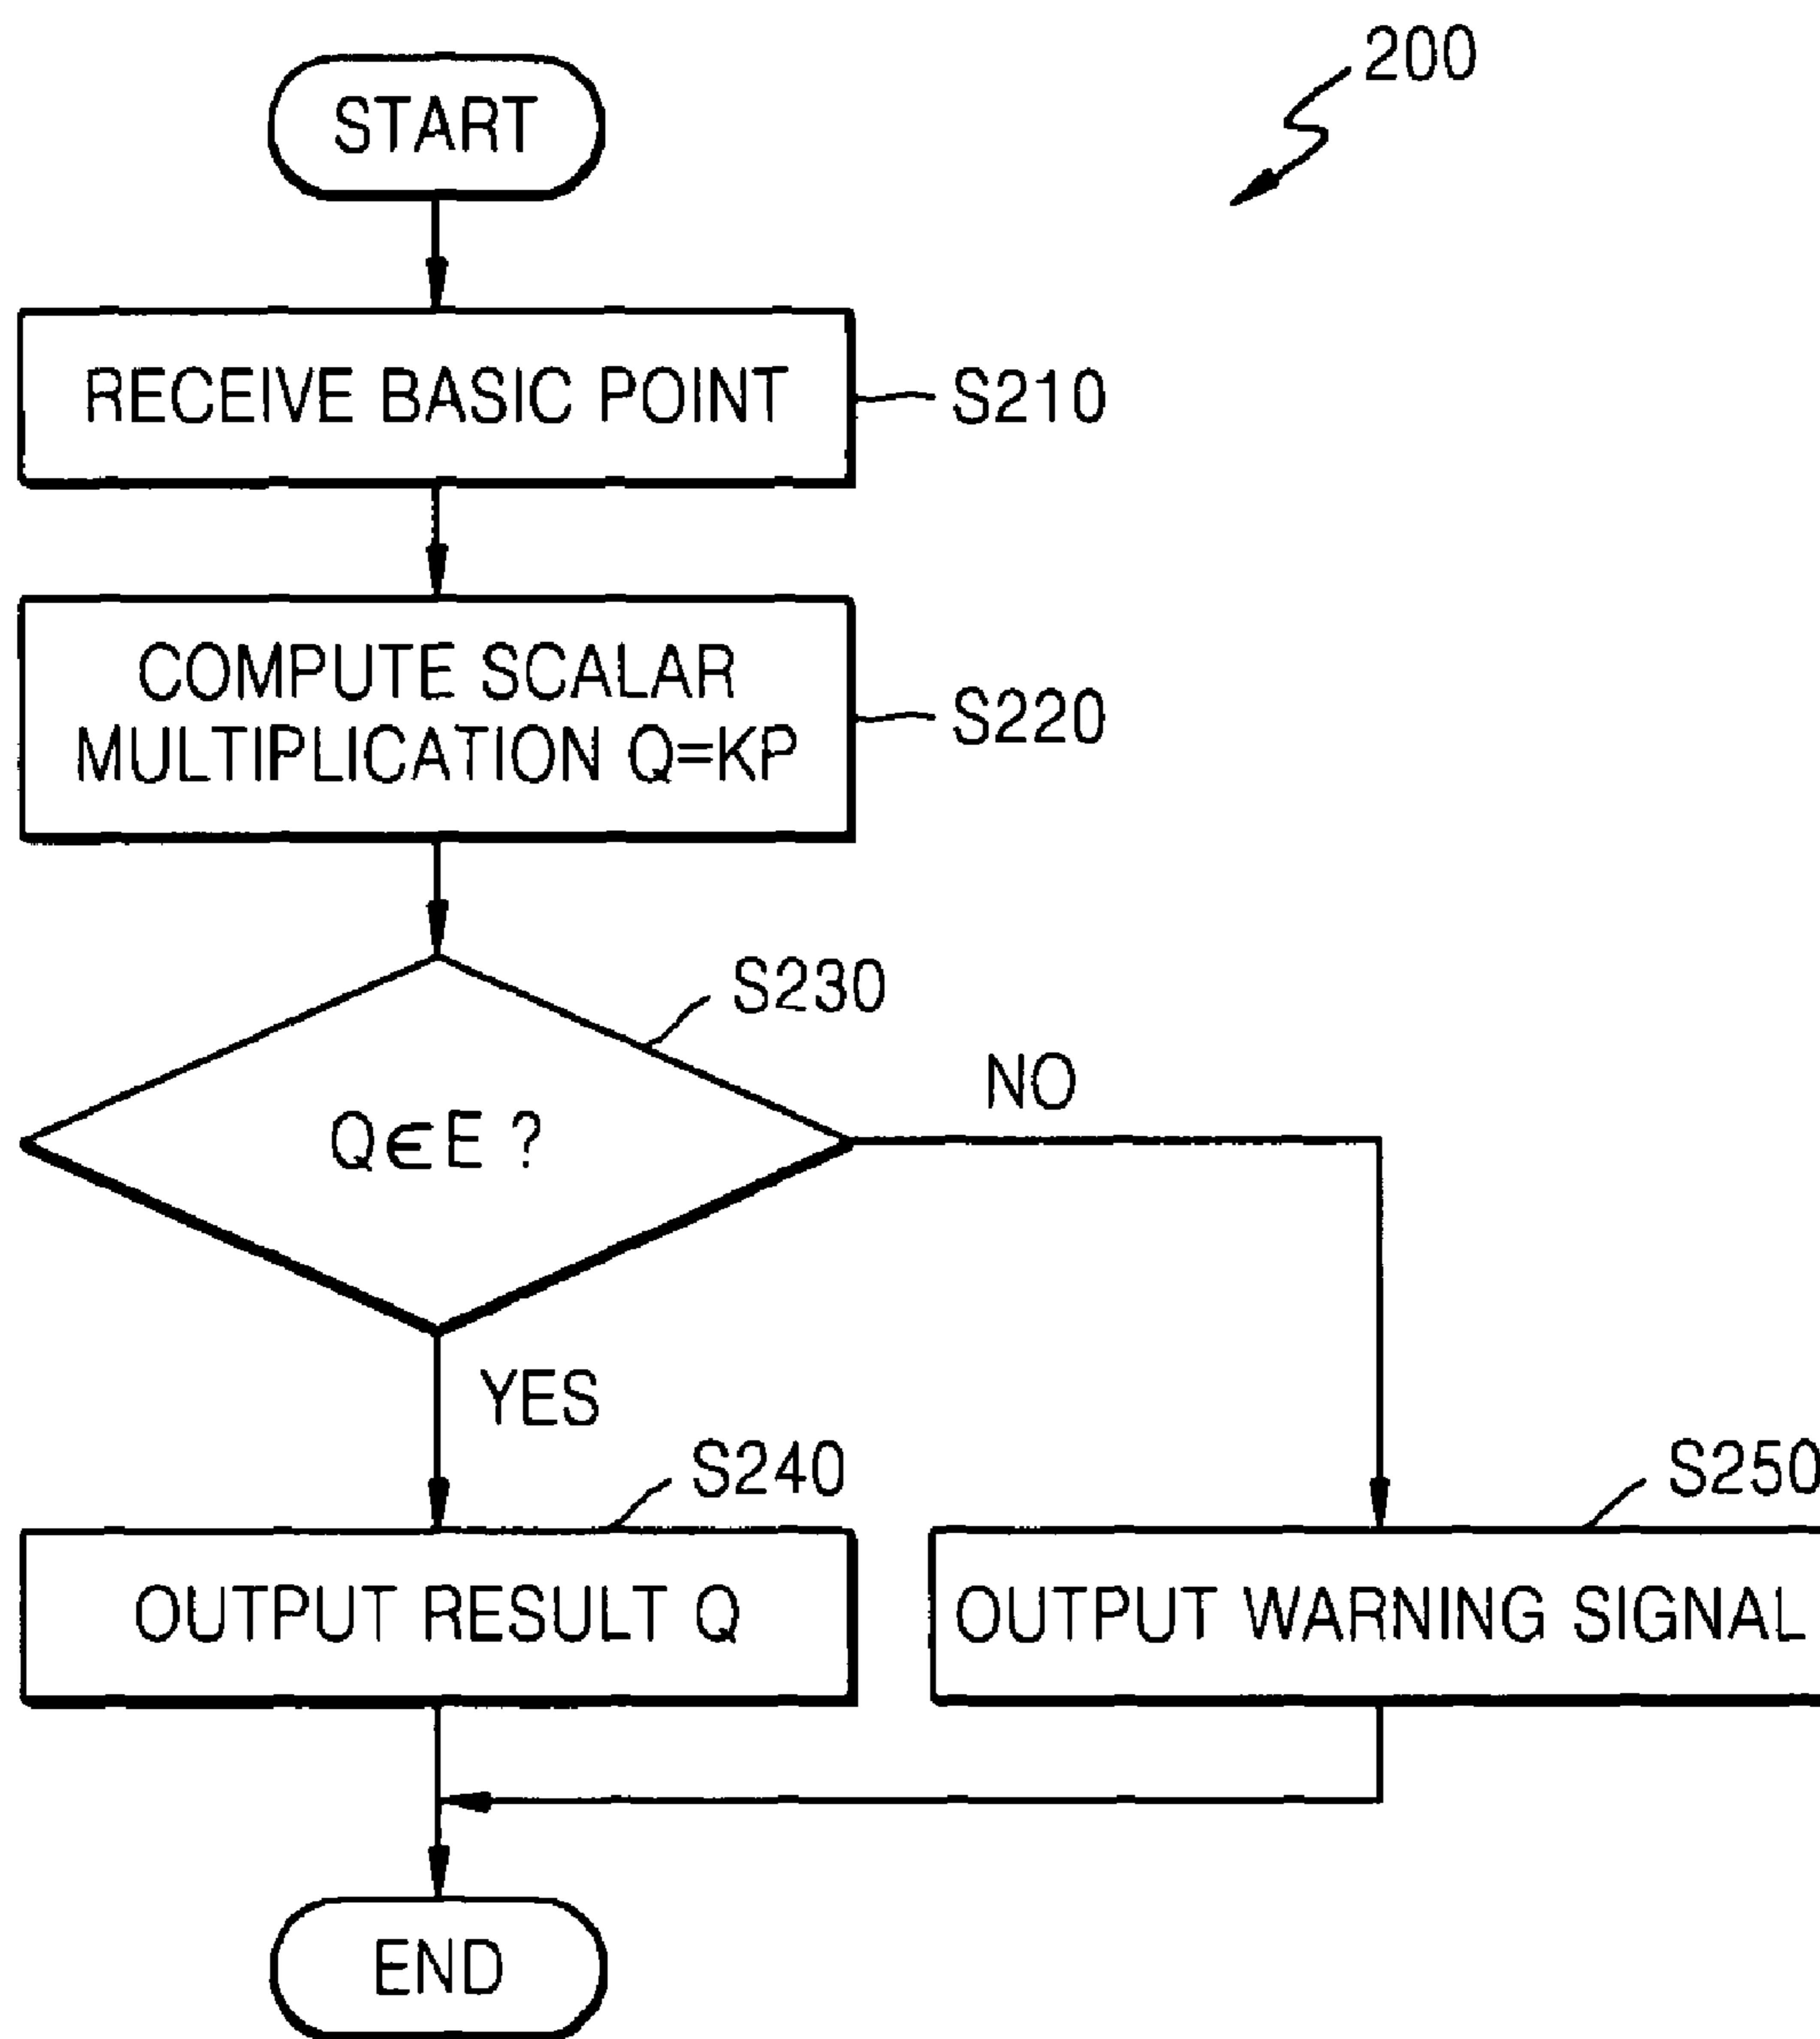 200
START
RECEIVE BASIC POINT
S210
COMPUTE SCALAR
MULTIPLICATION Q=KP
S220
S230
Q∈E ?
NO
YES
S240
S250
OUTPUT RESULT Q
OUTPUT WARNING SIGNAL
END